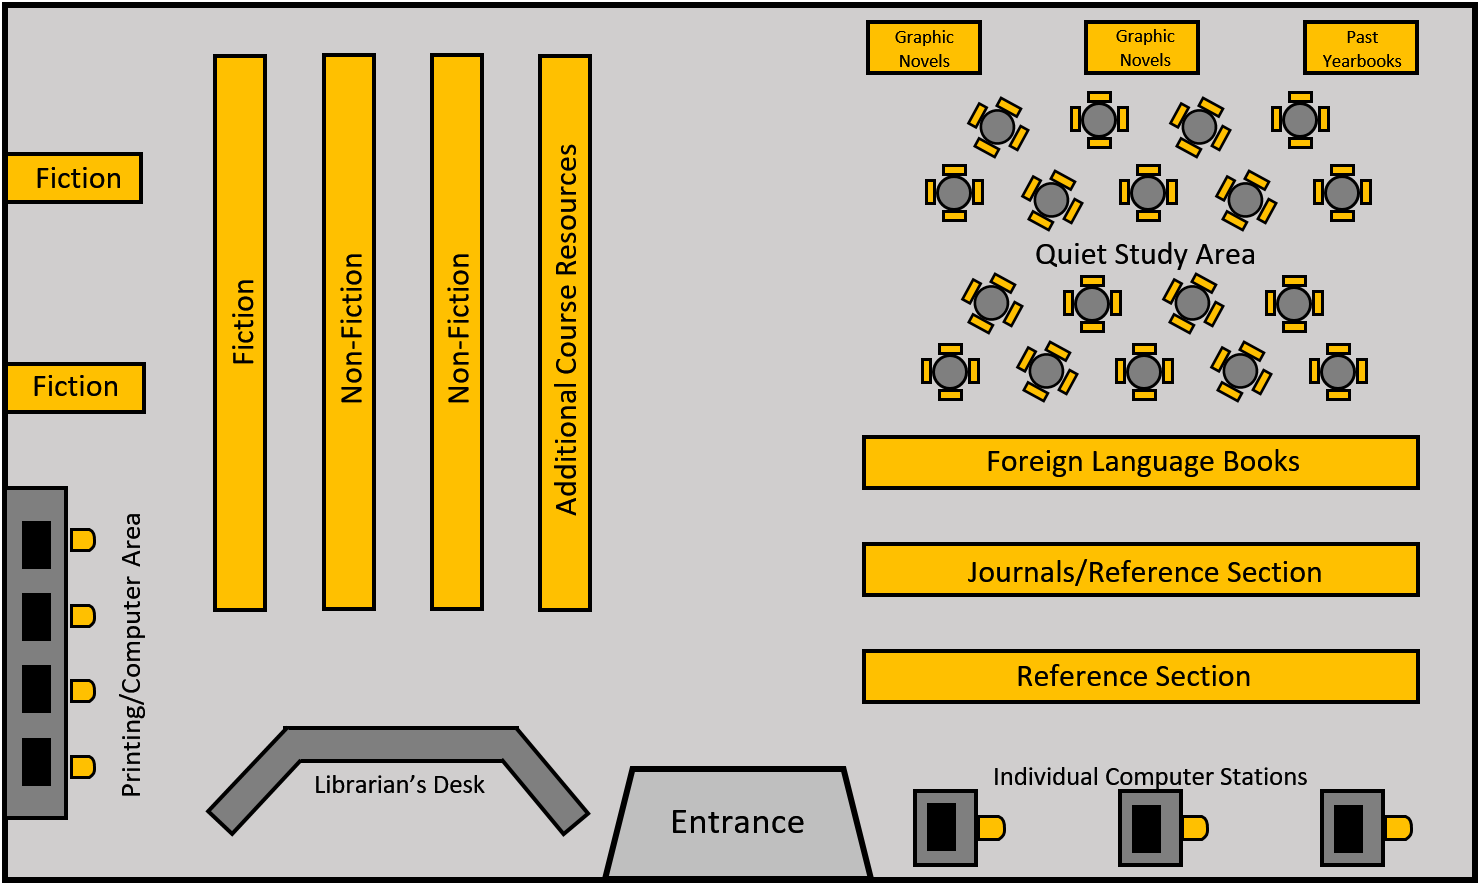 Graphic
Novels
Graphic
Novels
Past
Yearbooks
Fiction
Fiction
Fiction
Non-Fiction
Non-Fiction
Additional Course Resources
Quiet Study Area
Foreign Language Books
Journals/Reference Section
Reference Section
Printing/Computer Area
Librarian’s Desk
Entrance
Individual Computer Stations